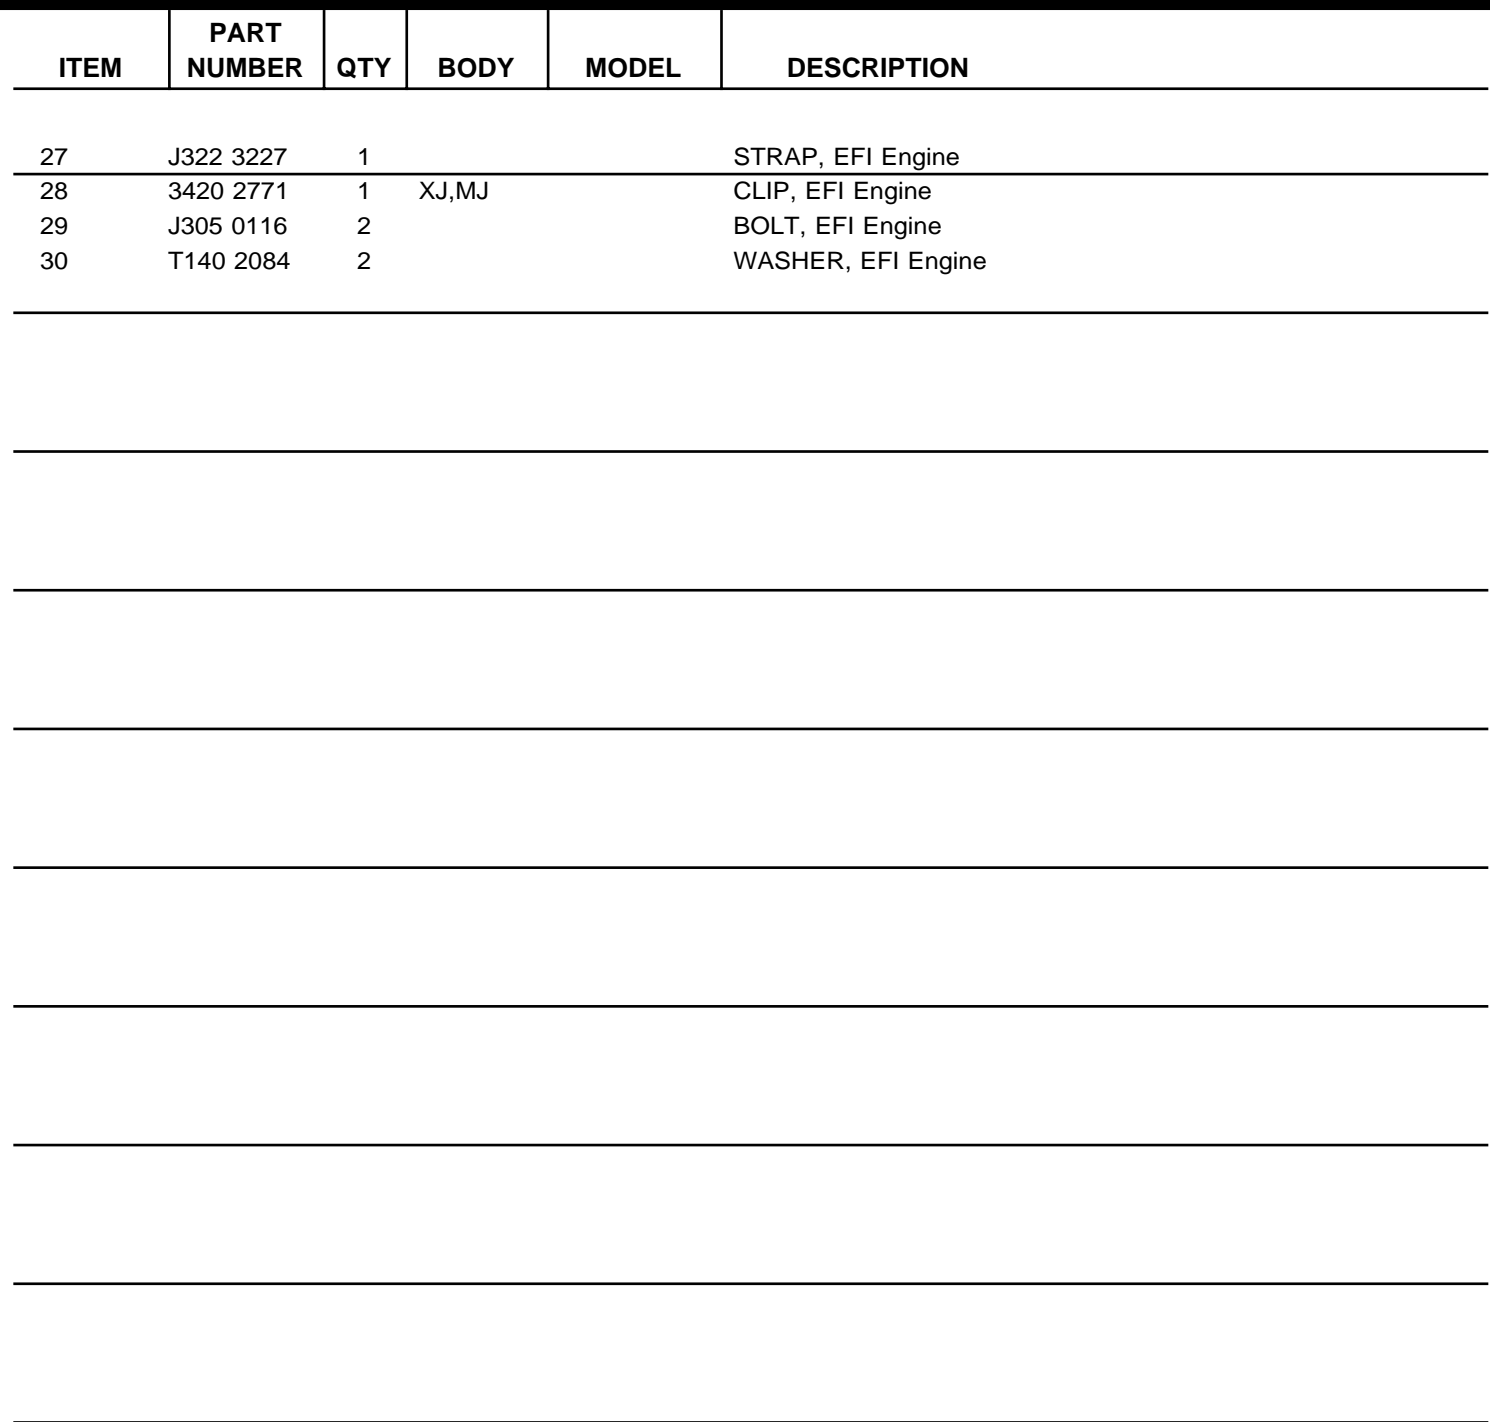 PART
ITEM NUMBER QTY BODY MODEL DESCRIPTION
27 J322 3227 1 STRAP, EFI Engine
28 3420 2771 1 XJ,MJ CLIP, EFI Engine
29 J305 0116 2 BOLT, EFI Engine
30 T140 2084 2 WASHER, EFI Engine